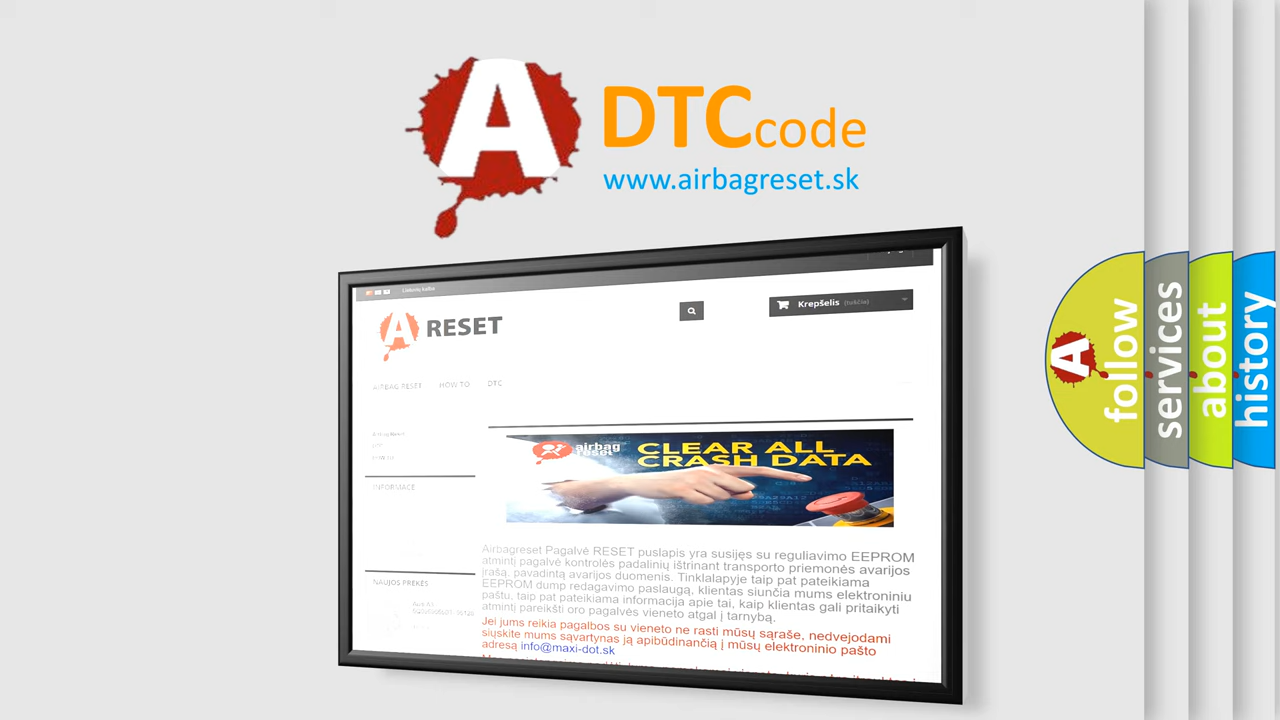 A
DTCcode
www.airbagreset.sk
Lietuvių kalba
A RESET
Krepšelis (tuščias)
AIRBAG RESET HOW TO DTC
INFORMACE
airbag
reset
CLEAR ALL
CRASH DATA
NAUJOS PREKĖS
Airbagreset Pagalvė RESET puslapis yra susijęs su reguliavimo EEPROM
atmintį pagalvė kontrolės padalinių ištrinant transporto priemonės avarijos
įrašą, pavadintą avarijos duomenis. Tinklalapyje taip pat pateikiama
EEPROM dump redagavimo paslaugą, klientas siunčia mums elektroniniu
paštu, taip pat pateikiama informacija apie tai, kaip klientas gali pritaikyti
atmintį pareikšti oro pagalvės vieneto atgal į tarnybą.
Jei jums reikia pagalbos su vieneto ne rasti mūsų sąraše, nedvejodami
siųskite mums sąvartynas ją apibūdinančią į mūsų elektroninio pašto
adresą info@maxi-dot.sk
A
follow
services
about
history